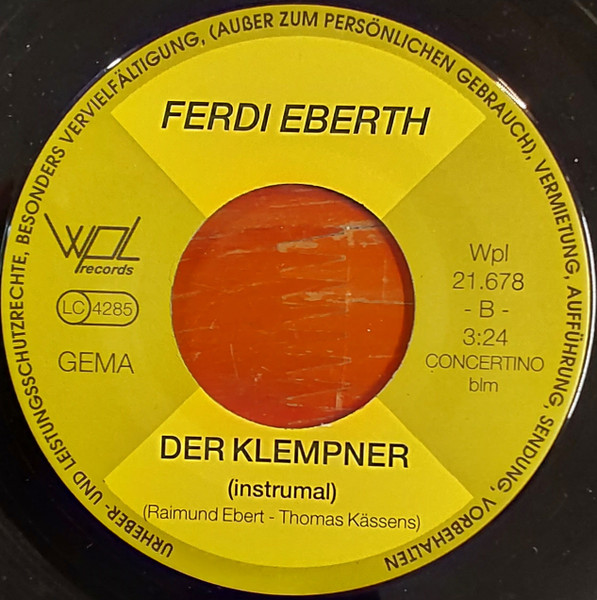 URHEBER- UND LEISTUNGSSCHUTZRECHTE, BESONDERS VERVIELFÄLTIGUNG, (AUßER ZUM PERSÖNLICHEN GEBRAUCH), VERMIETUNG, AUFFÜHRUNG, SENDUNG, VORBEHALTEN
FERDI EBERTH
Wpl
records
LC 4285
GEMA
Wpl
21.678
- B -
3:24
CONCERTINO
blm
DER KLEMPNER
(instrumal)
(Raimund Ebert - Thomas Kässens)